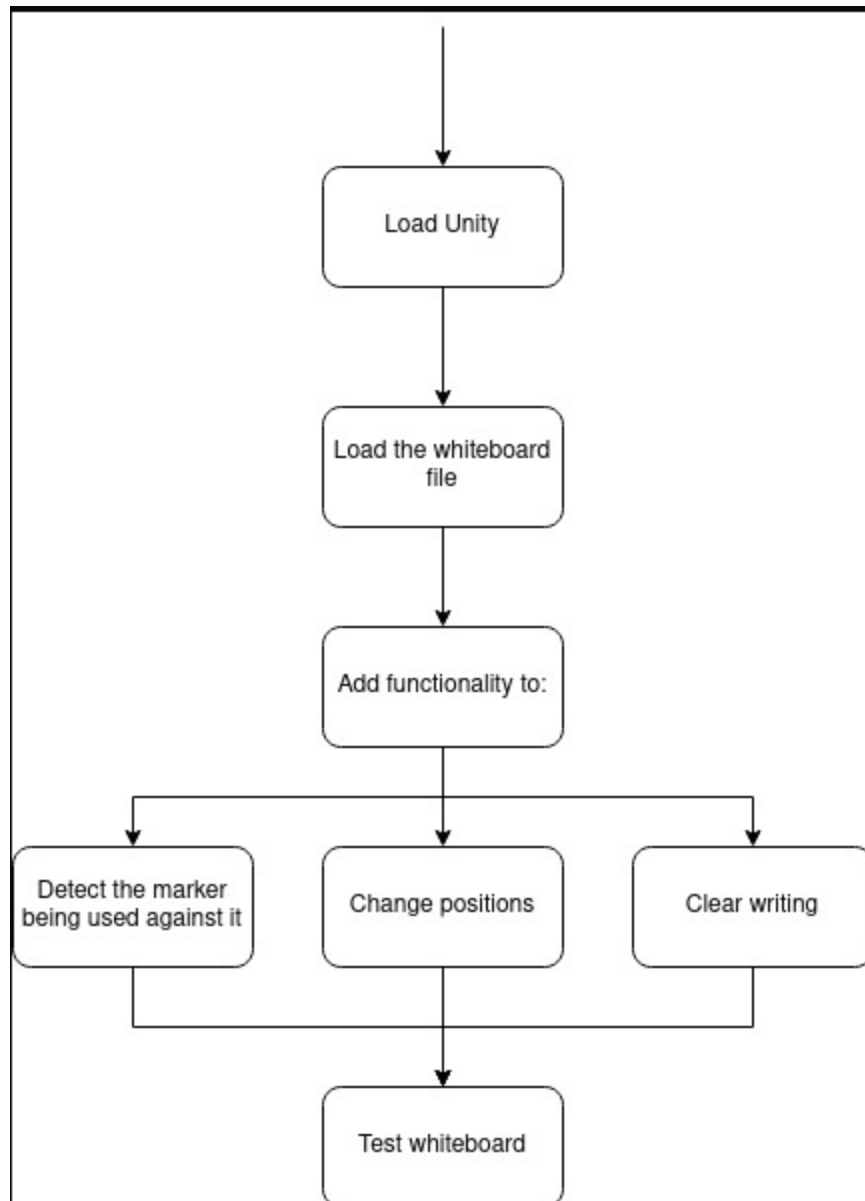 Load Unity
Load the whiteboard
file
Add functionality to:
Detect the marker
being used against it
Change positions
Clear writing
Test whiteboard